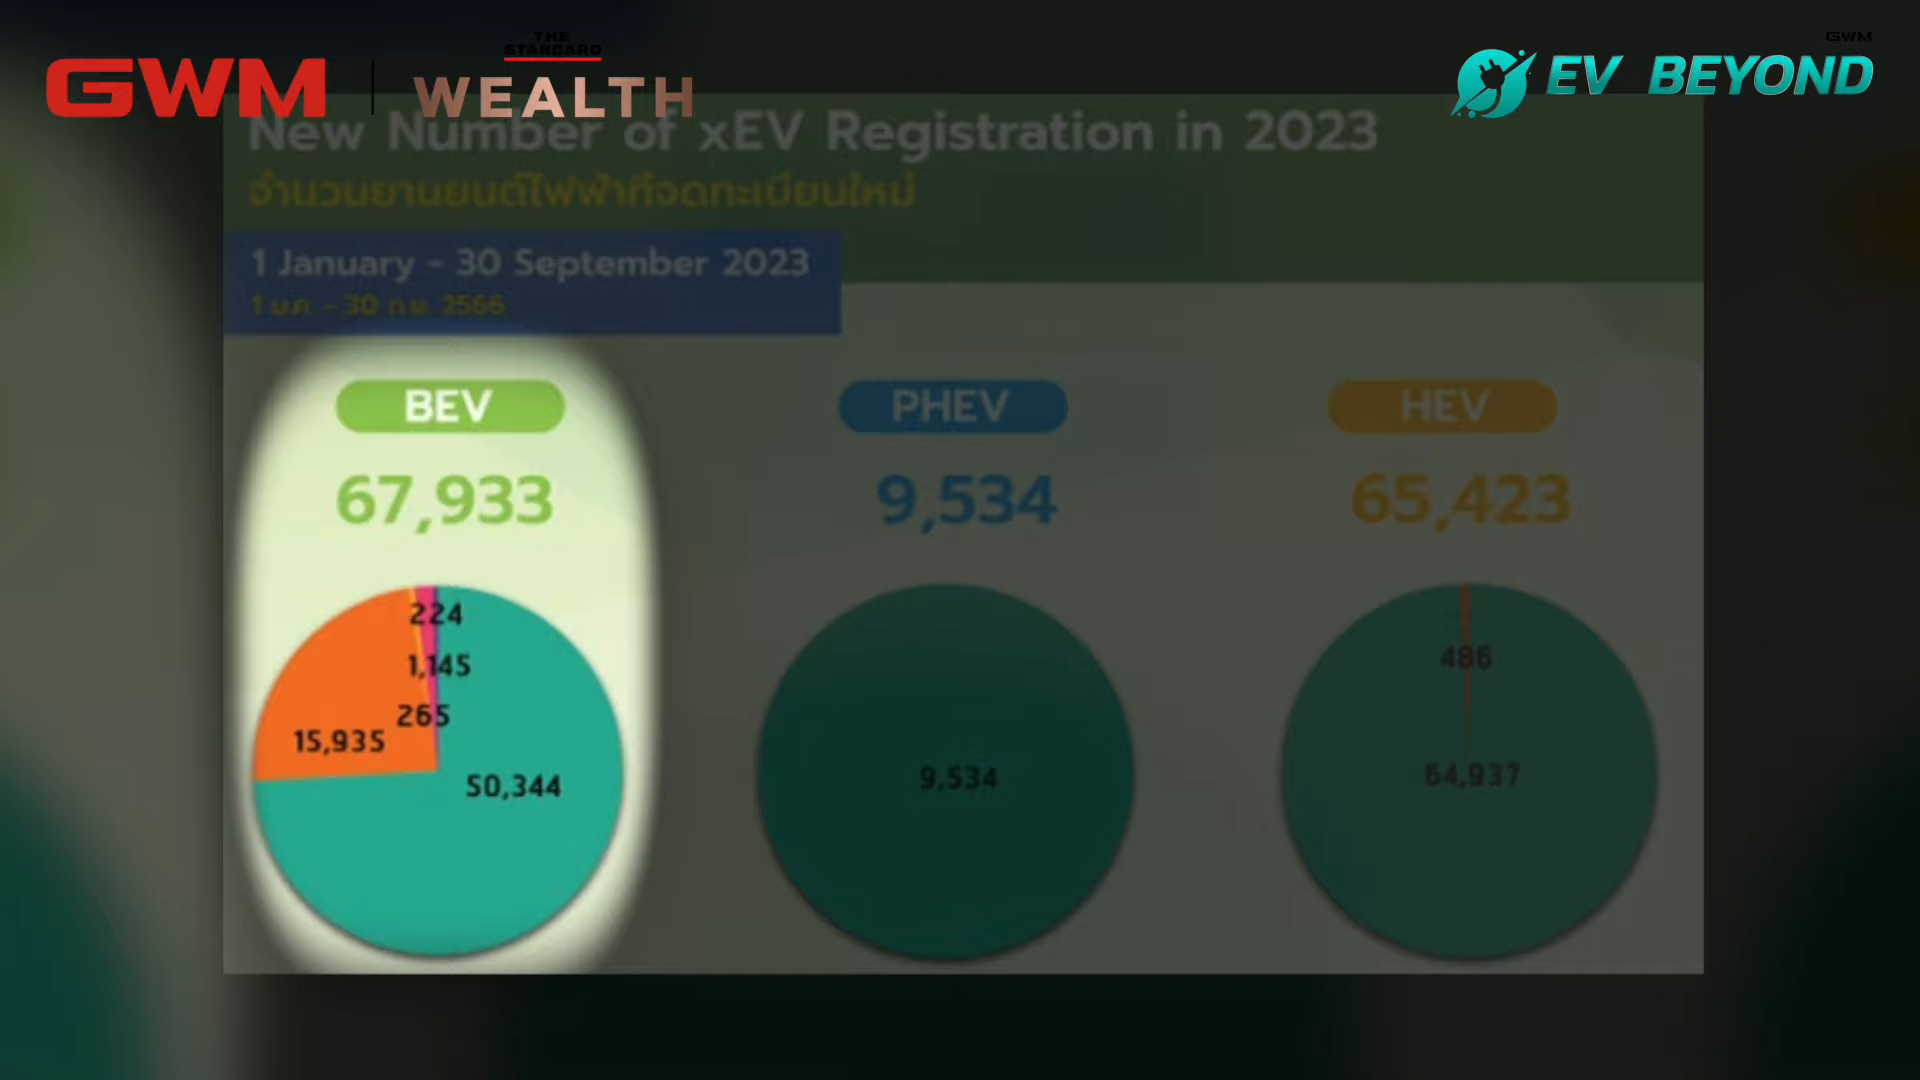 GWM
THE
STANDARD
WEALTH
GWM
EV BEYOND
New Number of xEV Registration in 2023
จำนวนยานยนต์ไฟฟ้าที่จดทะเบียนใหม่
1 January - 30 September 2023
1 ม.ค. - 30 ก.ย. 2566
BEV
67,933
224
1,145
265
15,935
50,344
PHEV
9,534
9,534
HEV
65,423
486
64,937